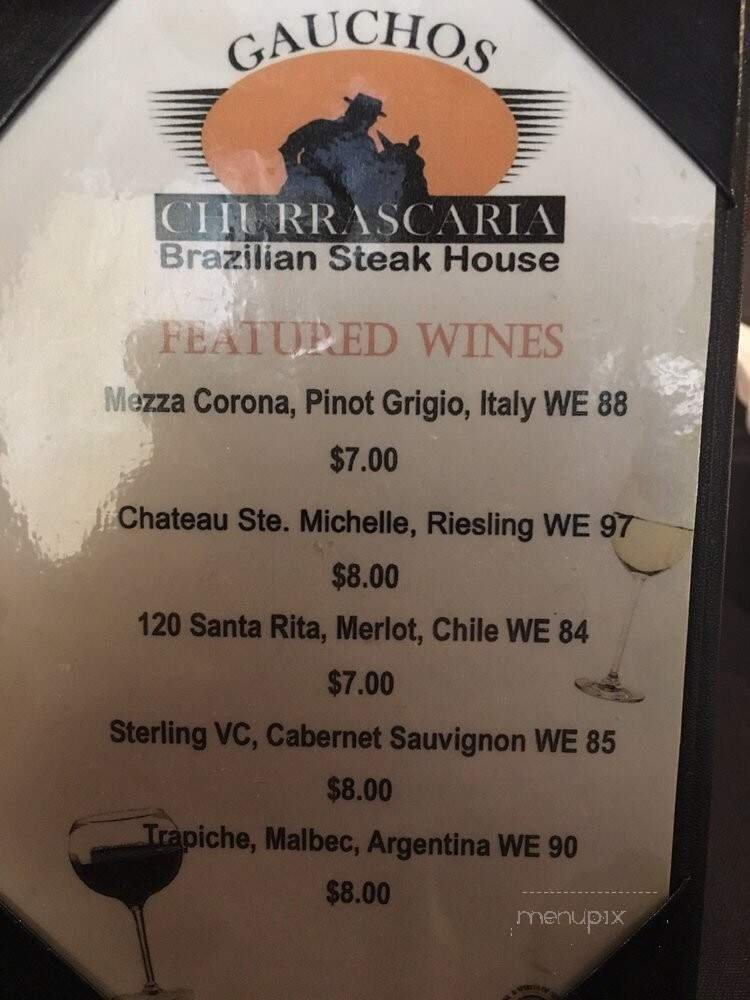 GAUCHOS
CHURRASCARIA
Brazilian Steak House
FEATURED WINES
Mezza Corona, Pinot Grigio, Italy WE 88
$7.00
Chateau Ste. Michelle, Riesling WE 97
$8.00
120 Santa Rita, Merlot, Chile WE 84
$7.00
Sterling VC, Cabernet Sauvignon WE 85
$8.00
Trapiche, Malbec, Argentina WE 90
$8.00
menupix